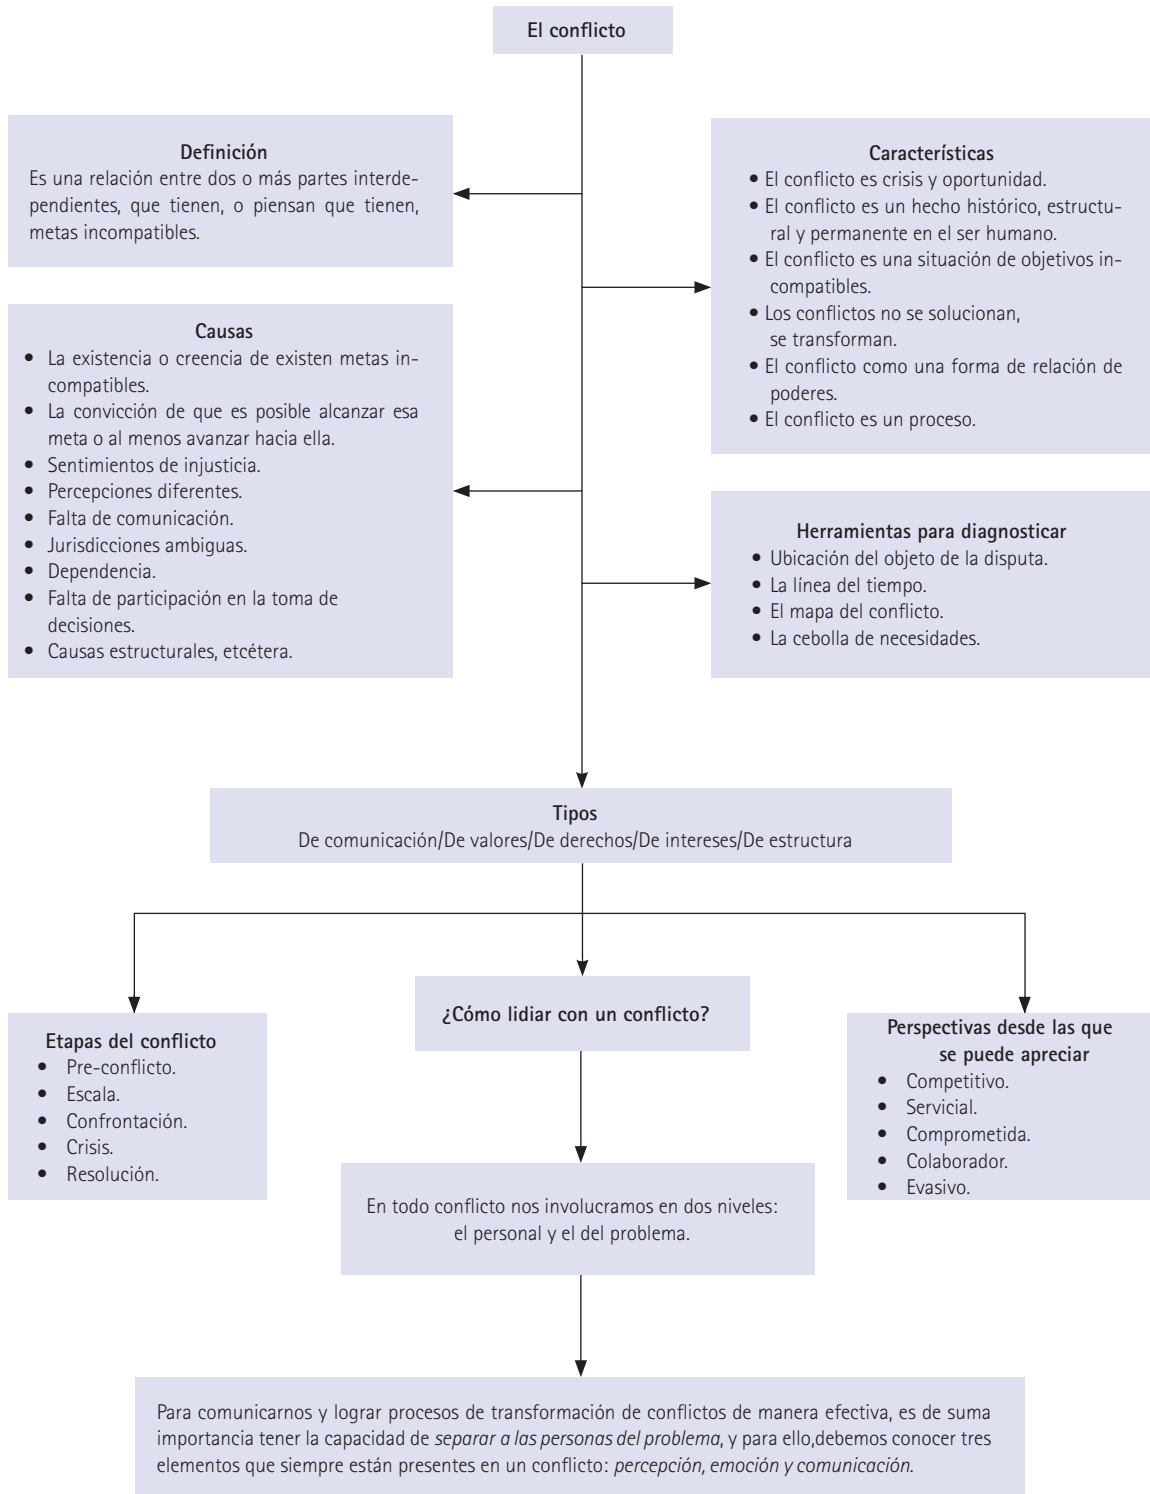 El conflicto
Definición
Es una relación entre dos o más partes interde-
pendientes, que tienen, o piensan que tienen,
metas incompatibles.
Características
• El conflicto es crisis y oportunidad.
• El conflicto es un hecho histórico, estructu-
ral y permanente en el ser humano.
• El conflicto es una situación de objetivos in-
compatibles.
• Los conflictos no se solucionan,
se transforman.
• El conflicto como una forma de relación de
poderes.
• El conflicto es un proceso.
Causas
• La existencia o creencia de existen metas in-
compatibles.
• La convicción de que es posible alcanzar esa
meta o al menos avanzar hacia ella.
• Sentimientos de injusticia.
• Percepciones diferentes.
• Falta de comunicación.
• Jurisdicciones ambiguas.
• Dependencia.
• Falta de participación en la toma de
decisiones.
• Causas estructurales, etcétera.
Herramientas para diagnosticar
• Ubicación del objeto de la disputa.
• La línea del tiempo.
• El mapa del conflicto.
• La cebolla de necesidades.
Tipos
De comunicación/De valores/De derechos/De intereses/De estructura
Etapas del conflicto
• Pre-conflicto.
• Escala.
• Confrontación.
• Crisis.
• Resolución.
¿Cómo lidiar con un conflicto?
Perspectivas desde las que
se puede apreciar
• Competitivo.
• Servicial.
• Comprometida.
• Colaborador.
• Evasivo.
En todo conflicto nos involucramos en dos niveles:
el personal y el del problema.
Para comunicarnos y lograr procesos de transformación de conflictos de manera efectiva, es de suma
importancia tener la capacidad de separar a las personas del problema, y para ello,debemos conocer tres
elementos que siempre están presentes en un conflicto: percepción, emoción y comunicación.